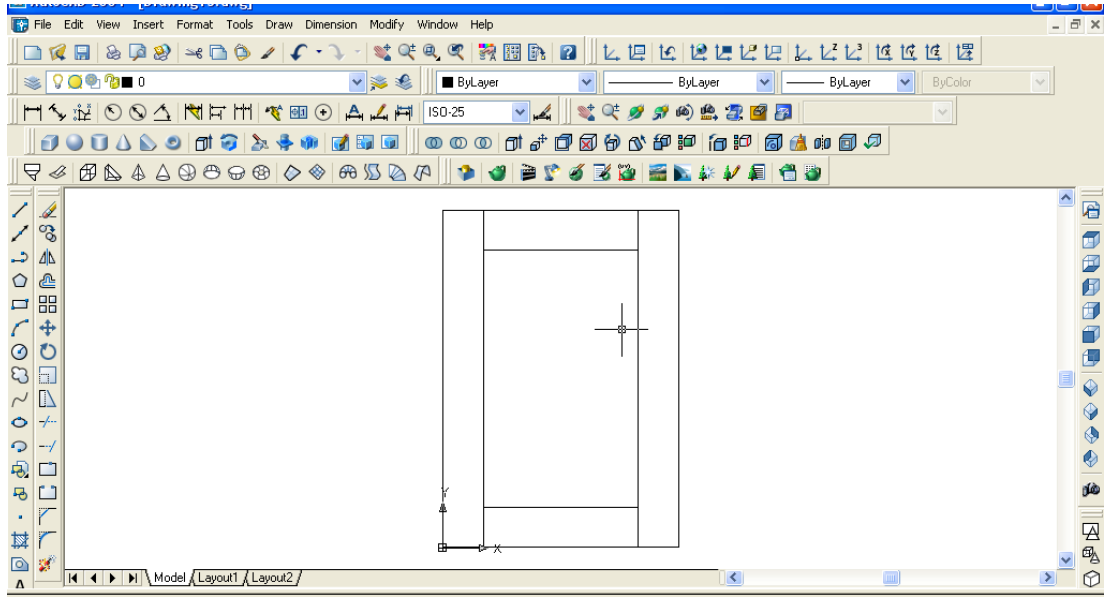 File Edit View Insert Format Tools Draw Dimension Modify Window Help
0 ByLayer ByLayer ByLayer ByColor
ISO-25
Y
X
Model Layout1 Layout2